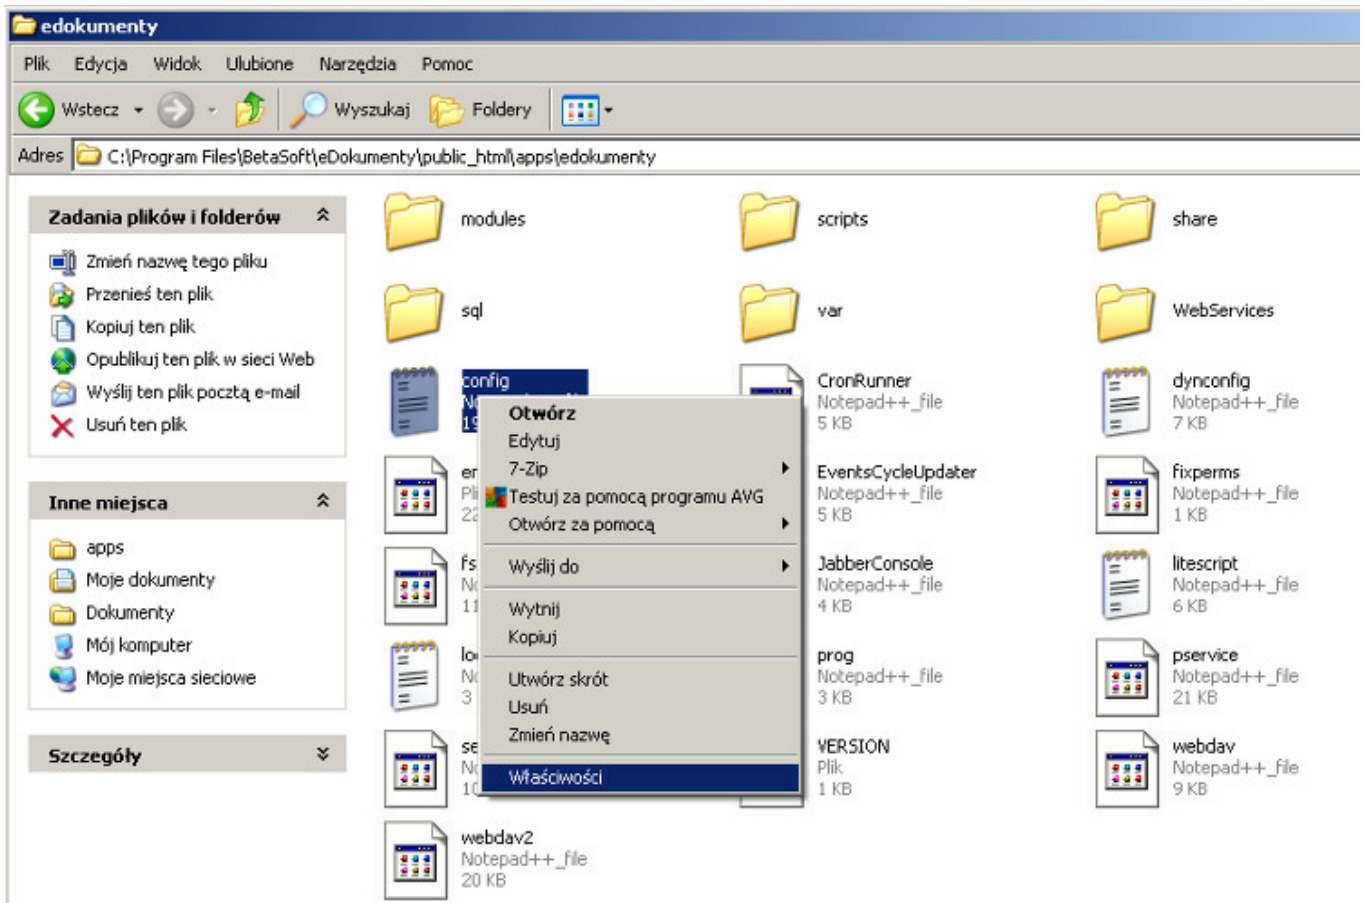 edokumenty
Plik Edycja Widok Ulubione Narzędzia Pomoc
Wstecz Wyszukaj Foldery
Adres C:\Program Files\BetaSoft\eDokumenty\public_html\apps\edokumenty
Zadania plików i folderów
Zmień nazwę tego pliku
Przenieś ten plik
Kopiuj ten plik
Opublikuj ten plik w sieci Web
Wyślij ten plik pocztą e-mail
Usuń ten plik
Inne miejsca
apps
Moje dokumenty
Dokumenty
Mój komputer
Moje miejsca sieciowe
Szczegóły
modules
scripts
share
sql
var
WebServices
config
CronRunner
Notepad++_file
5 KB
dynconfig
Notepad++_file
7 KB
EventsCycleUpdater
Notepad++_file
5 KB
fixperms
Notepad++_file
1 KB
JabberConsole
Notepad++_file
4 KB
litescript
Notepad++_file
6 KB
prog
Notepad++_file
3 KB
pservice
Notepad++_file
21 KB
VERSION
Plik
1 KB
webdav
Notepad++_file
9 KB
webdav2
Notepad++_file
20 KB
Otwórz
Edytuj
7-Zip
Testuj za pomocą programu AVG
Otwórz za pomocą
Wyślij do
Wytnij
Kopiuj
Utwórz skrót
Usuń
Zmień nazwę
Właściwości